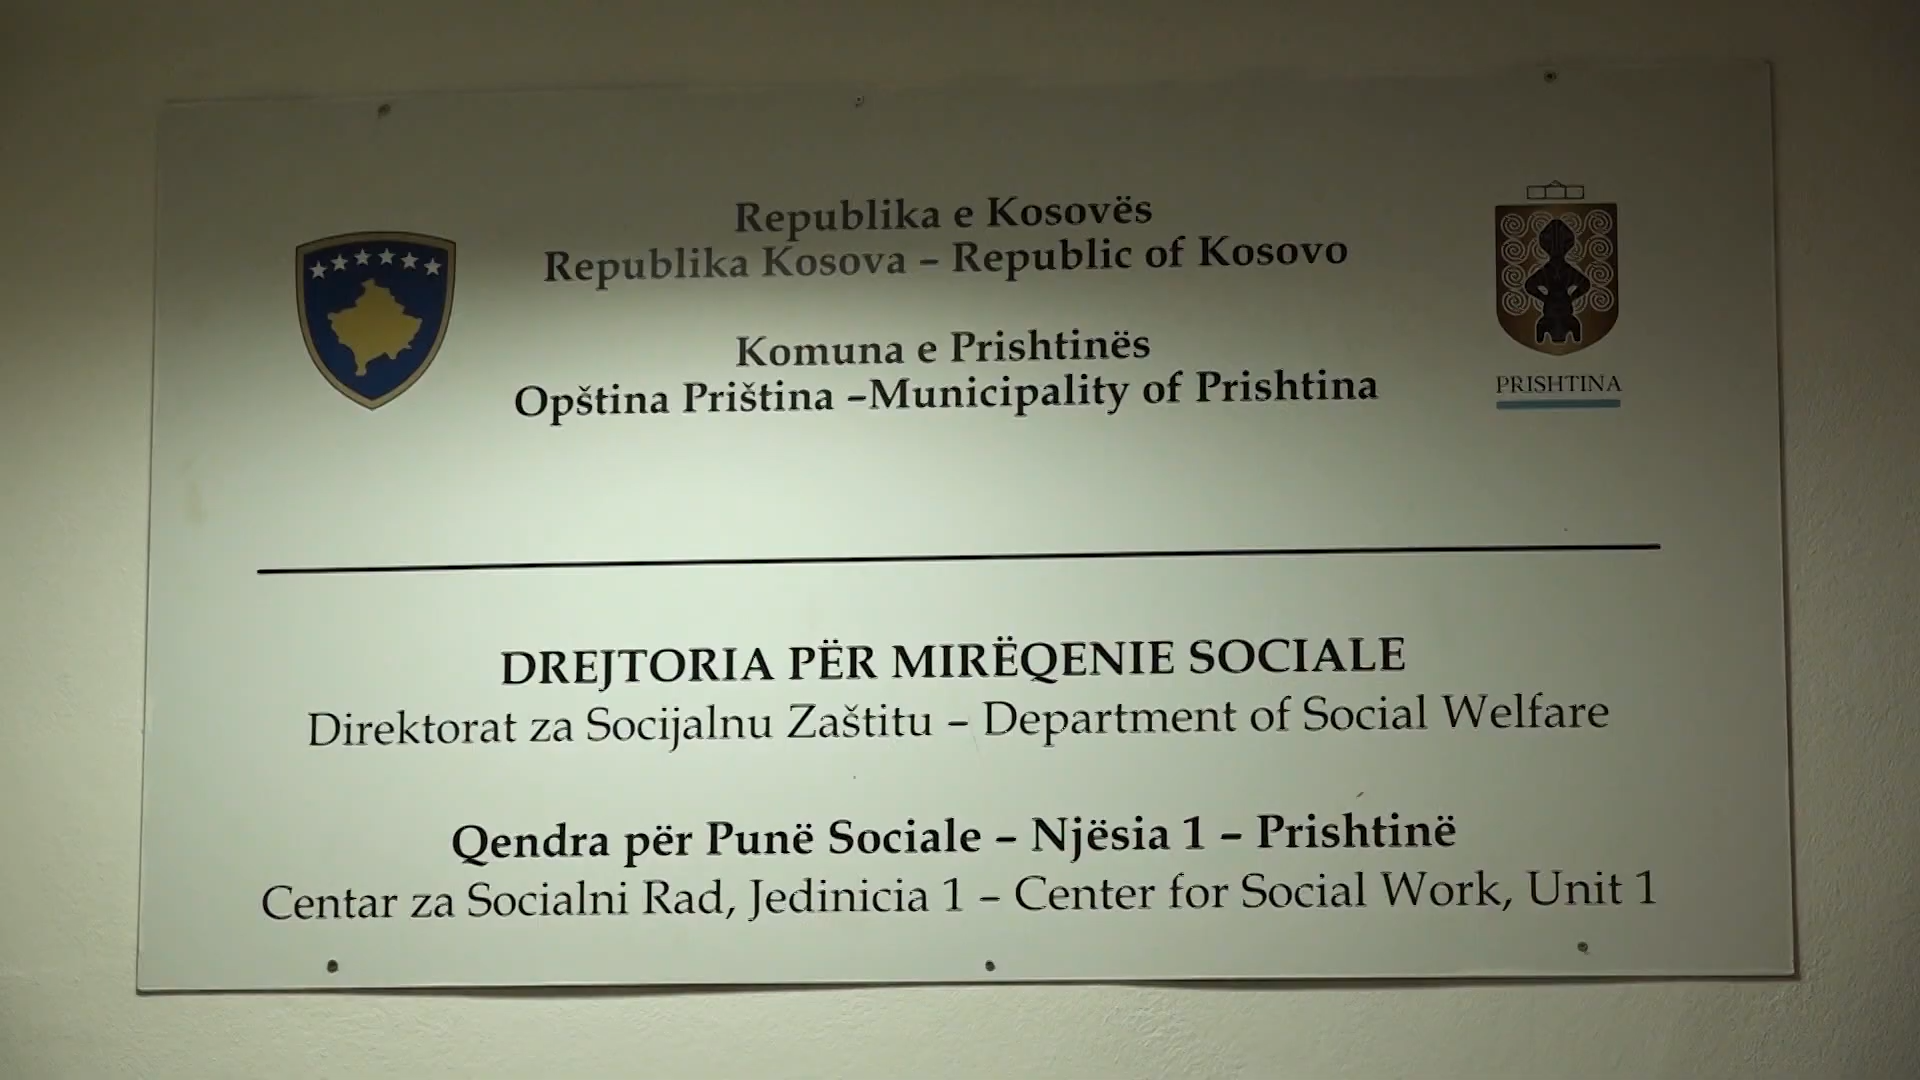 Republika e Kosovës
Republika Kosova – Republic of Kosovo
Komuna e Prishtinës
Opština Priština –Municipality of Prishtina
PRISHTINA
DREJTORIA PËR MIRËQENIE SOCIALE
Direktorat za Socijalnu Zaštitu – Department of Social Welfare
Qendra për Punë Sociale – Njësia 1 – Prishtinë
Centar za Socialni Rad, Jedinicia 1 – Center for Social Work, Unit 1